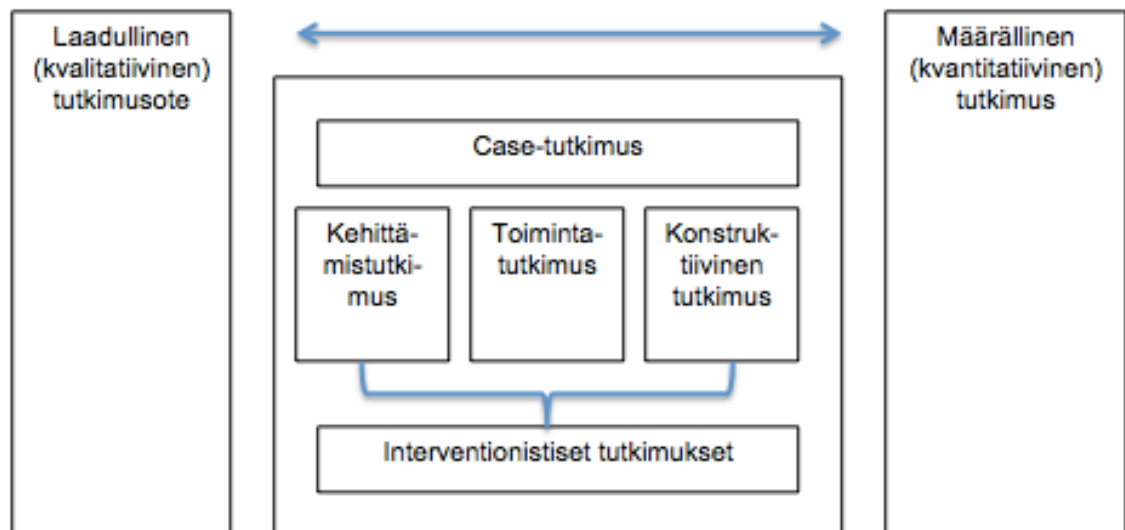 Laadullinen
(kvalitatiivinen)
tutkimusote
Määrällinen
(kvantitatiivinen)
tutkimus
Case-tutkimus
Kehittä-
mistutki-
mus
Toiminta-
tutkimus
Konstruk-
tiivinen
tutkimus
Interventionistiset tutkimukset